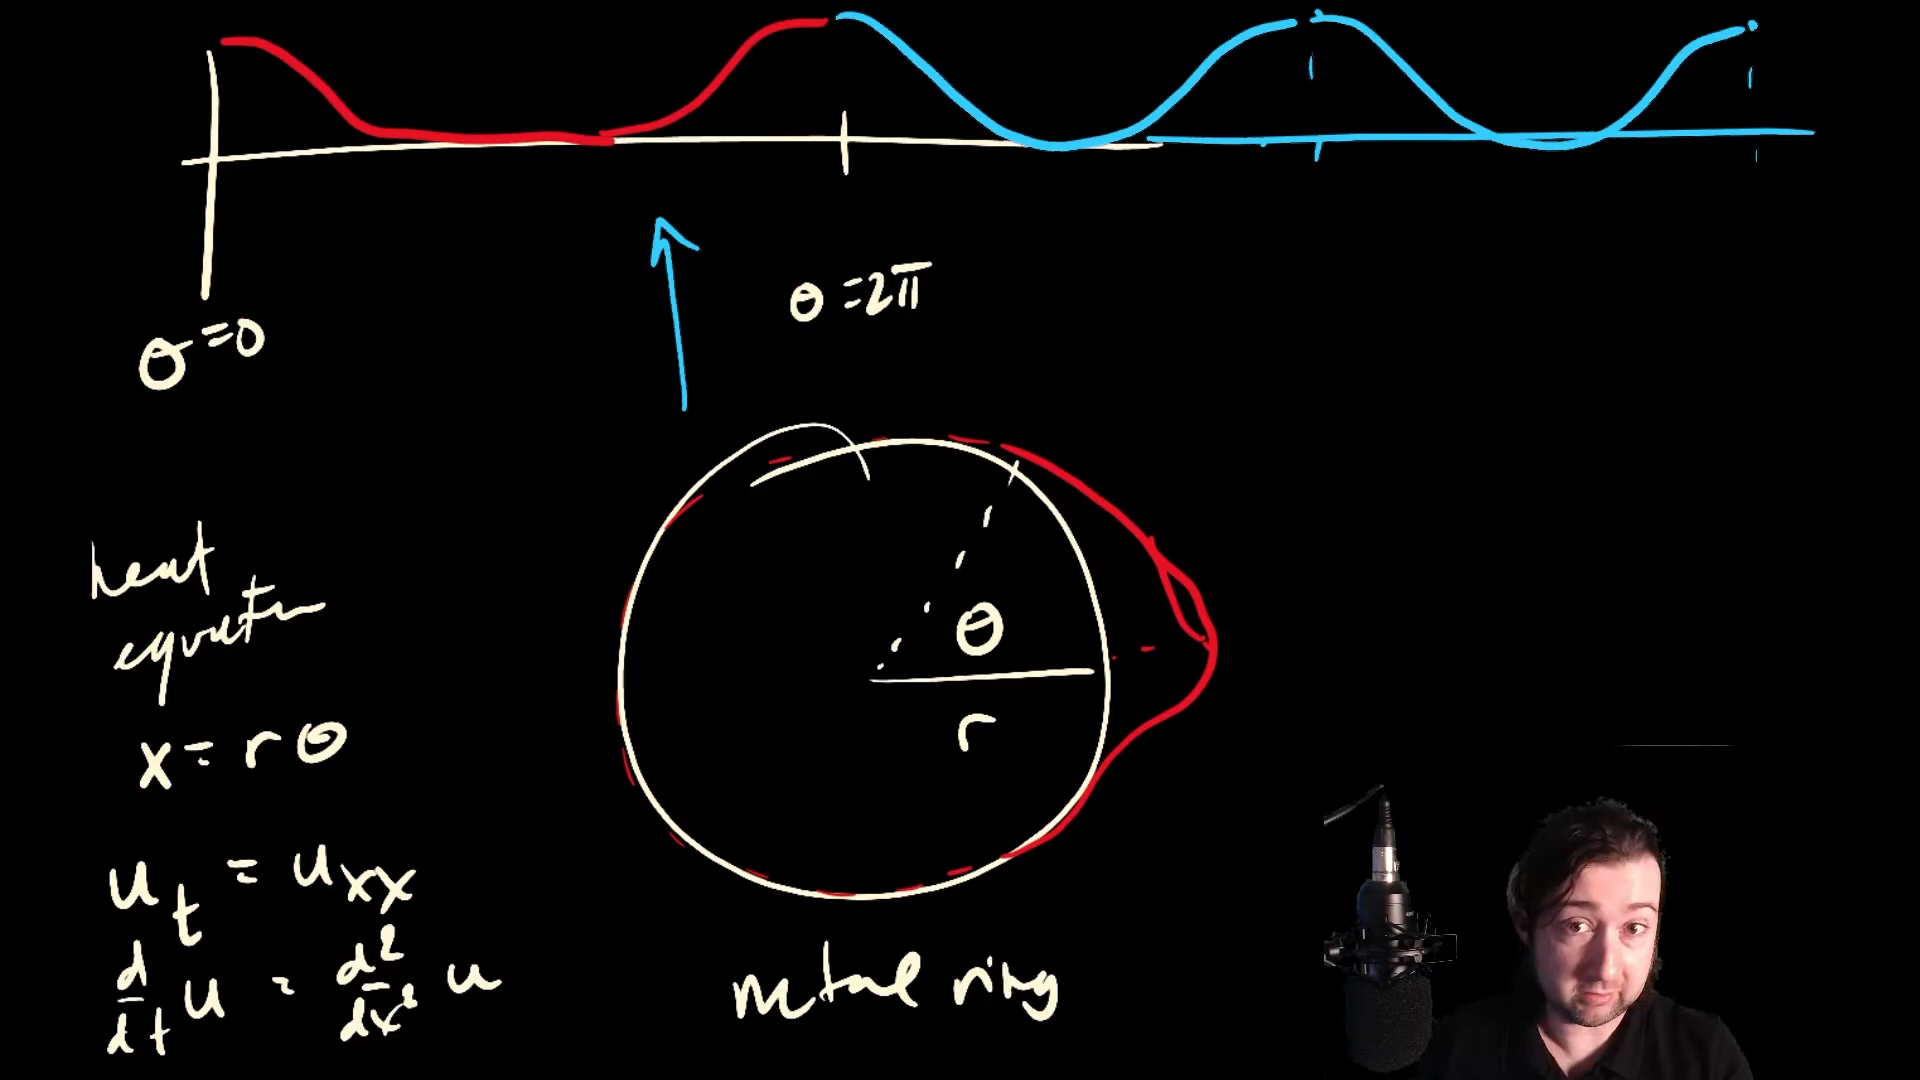 θ=0
θ=2π
heat
equation
x=rθ
θ
r
u_t = u_xx
d/dt u = d²/dx² u
metal ring